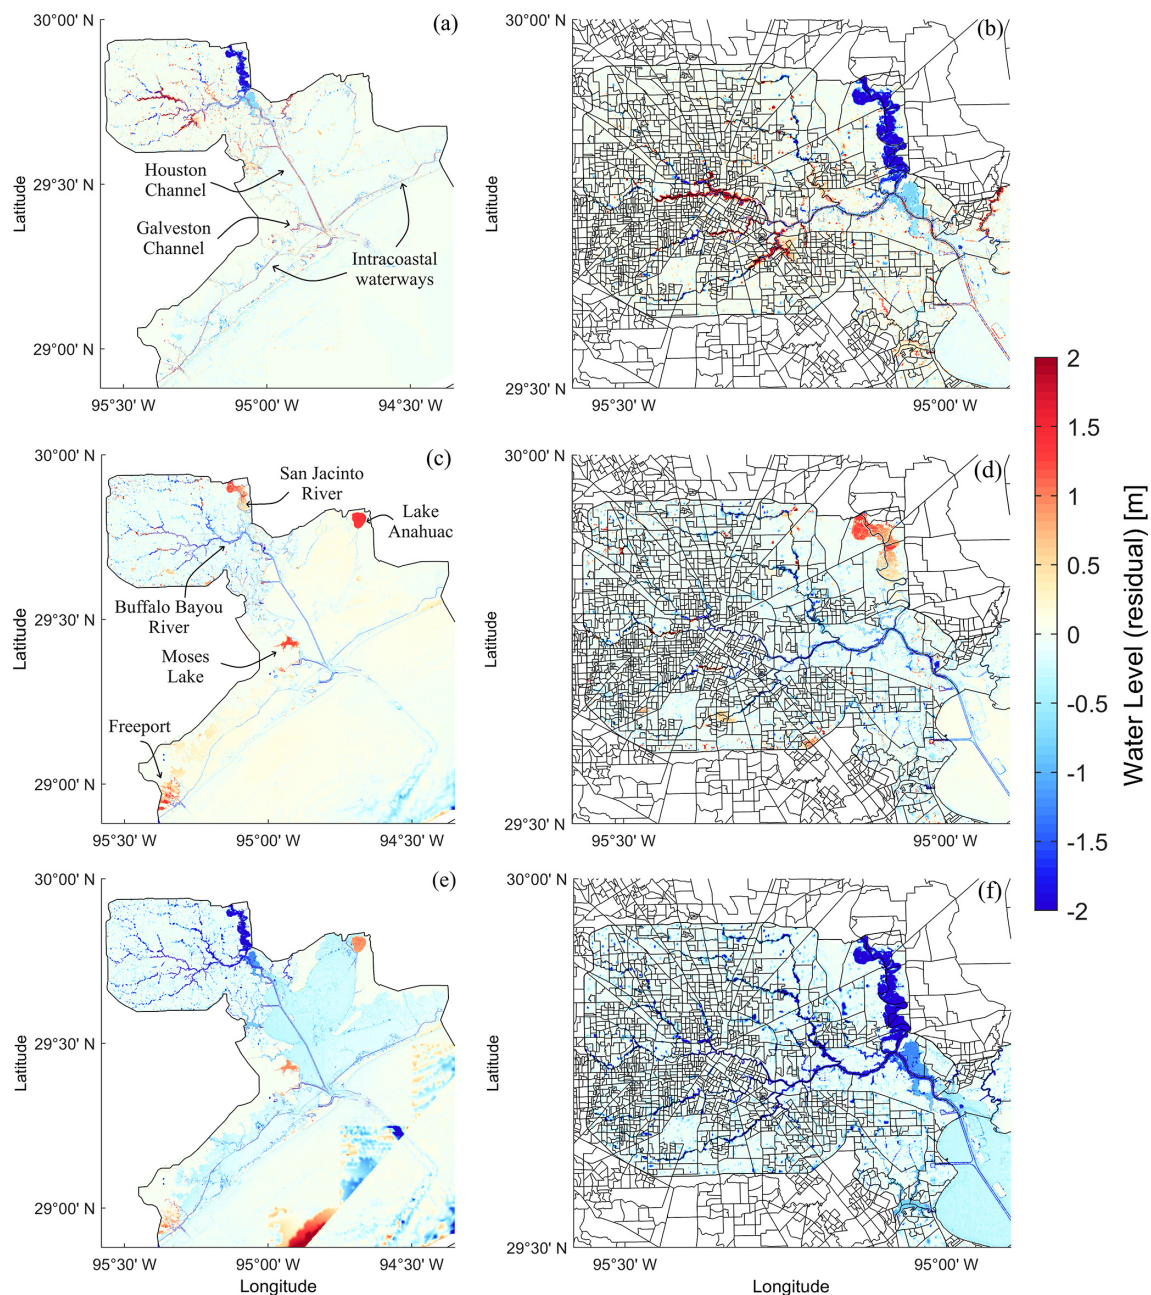 30°00' N
(a)
Houston
Channel
29°30' N
Latitude
Galveston
Channel
Intracoastal
waterways
29°00' N
95°30' W
95°00' W
94°30' W
30°00' N
(b)
Latitude
29°30' N
95°30' W
95°00' W
30°00' N
(c)
San Jacinto
River
Lake
Anahuac
Buffalo Bayou
River
29°30' N
Latitude
Moses
Lake
Freeport
29°00' N
95°30' W
95°00' W
94°30' W
30°00' N
(d)
Latitude
29°30' N
95°30' W
95°00' W
30°00' N
(e)
29°30' N
Latitude
29°00' N
95°30' W
95°00' W
94°30' W
Longitude
30°00' N
(f)
Latitude
29°30' N
95°30' W
95°00' W
Longitude
2
1.5
1
0.5
0
-0.5
-1
-1.5
-2
Water Level (residual) [m]